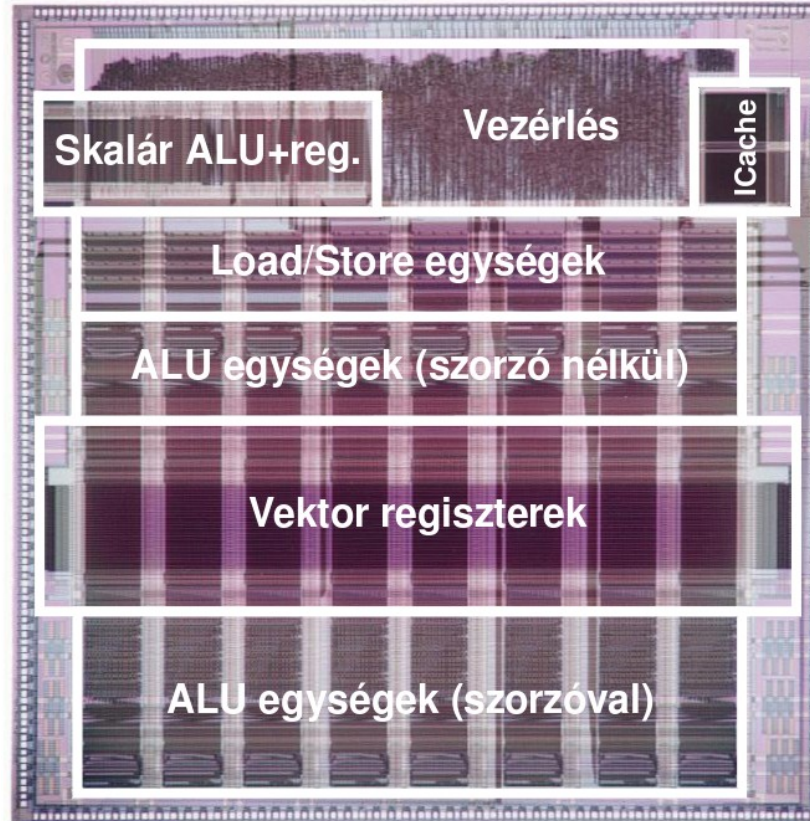 Vezérlés
Skalár ALU+reg.
ICache
Load/Store egységek
ALU egységek (szorzó nélkül)
Vektor regiszterek
ALU egységek (szorzóval)